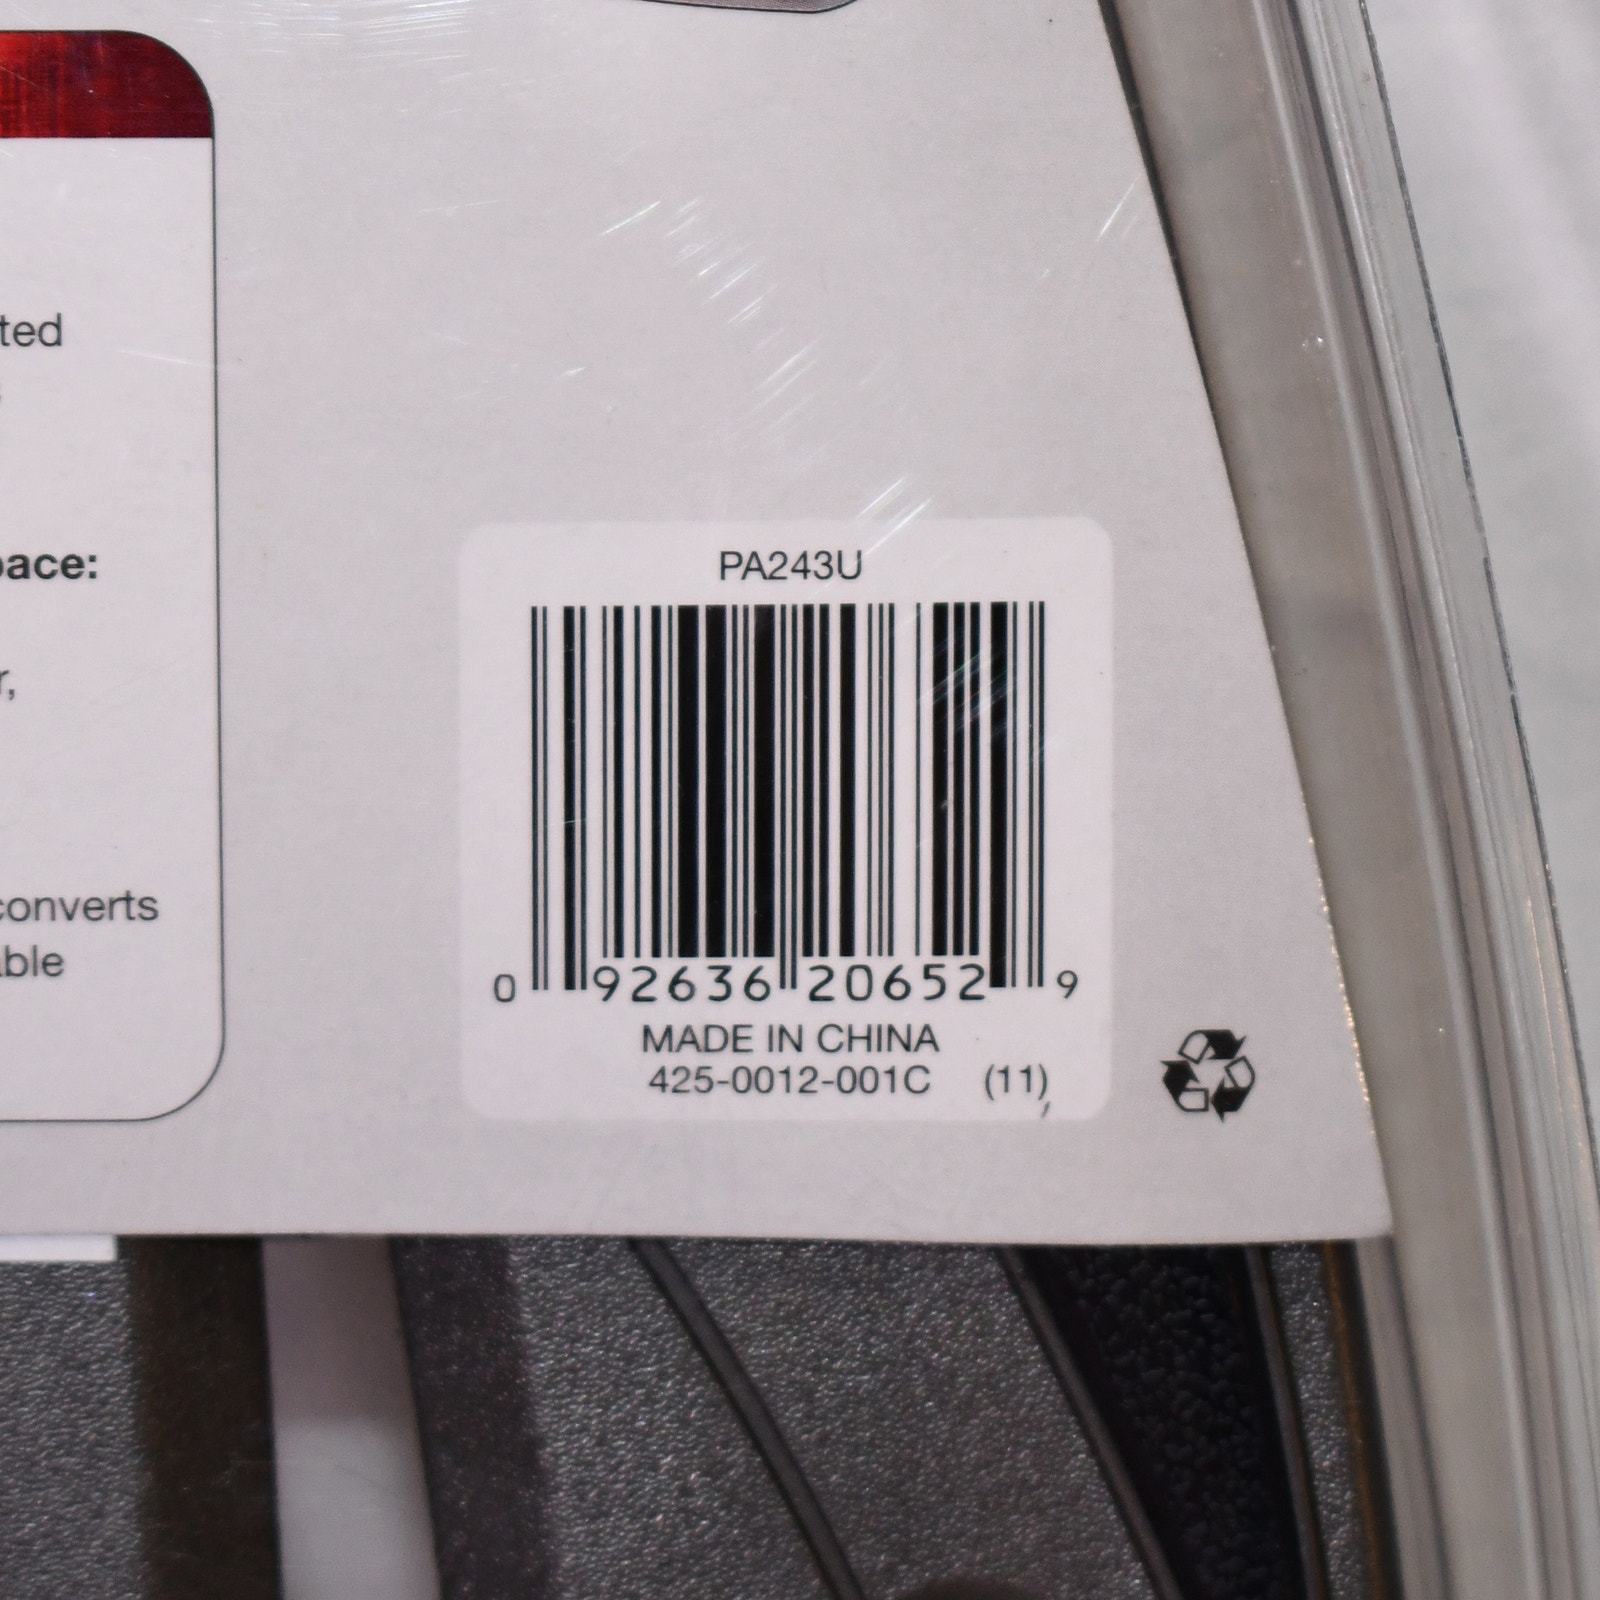 ted
pace:
r,
converts
able
PA243U
0 92636 20652 9
MADE IN CHINA
425-0012-001C (11)